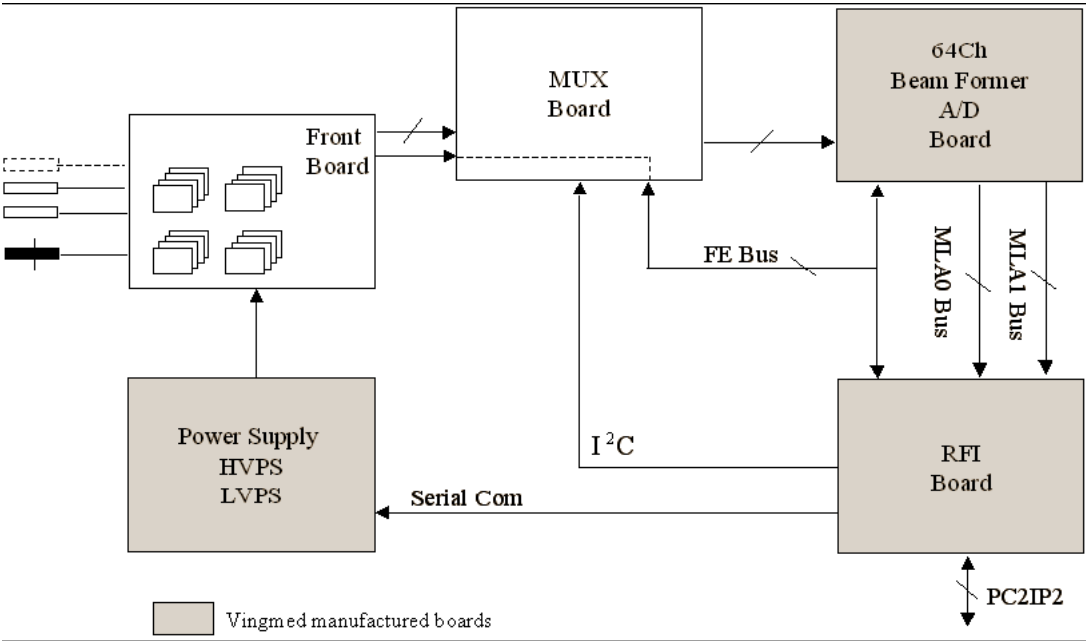 64Ch
Beam Former
A/D
Board
MUX
Board
Front
Board
FE Bus
MLA0 Bus
MLA1 Bus
Power Supply
HVPS
LVPS
I²C
RFI
Board
Serial Com
PC2IP2
Vingmed manufactured boards